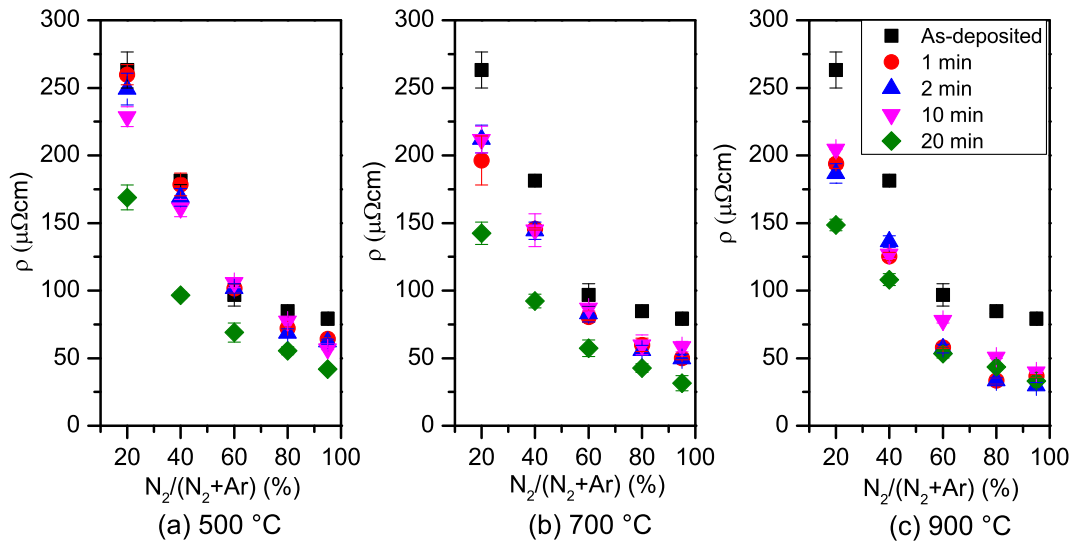 300
250
200
150
100
50
0
ρ (μΩcm)
20 40 60 80 100
N₂/(N₂+Ar) (%)
(a) 500 °C
300
250
200
150
100
50
0
ρ (μΩcm)
20 40 60 80 100
N₂/(N₂+Ar) (%)
(b) 700 °C
300
250
200
150
100
50
0
ρ (μΩcm)
As-deposited
1 min
2 min
10 min
20 min
20 40 60 80 100
N₂/(N₂+Ar) (%)
(c) 900 °C